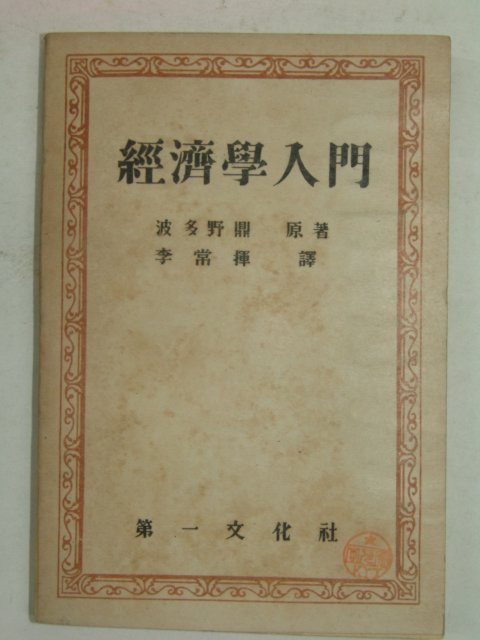 經濟學入門
波多野鼎 原著
李常揮 譯
第一文化社